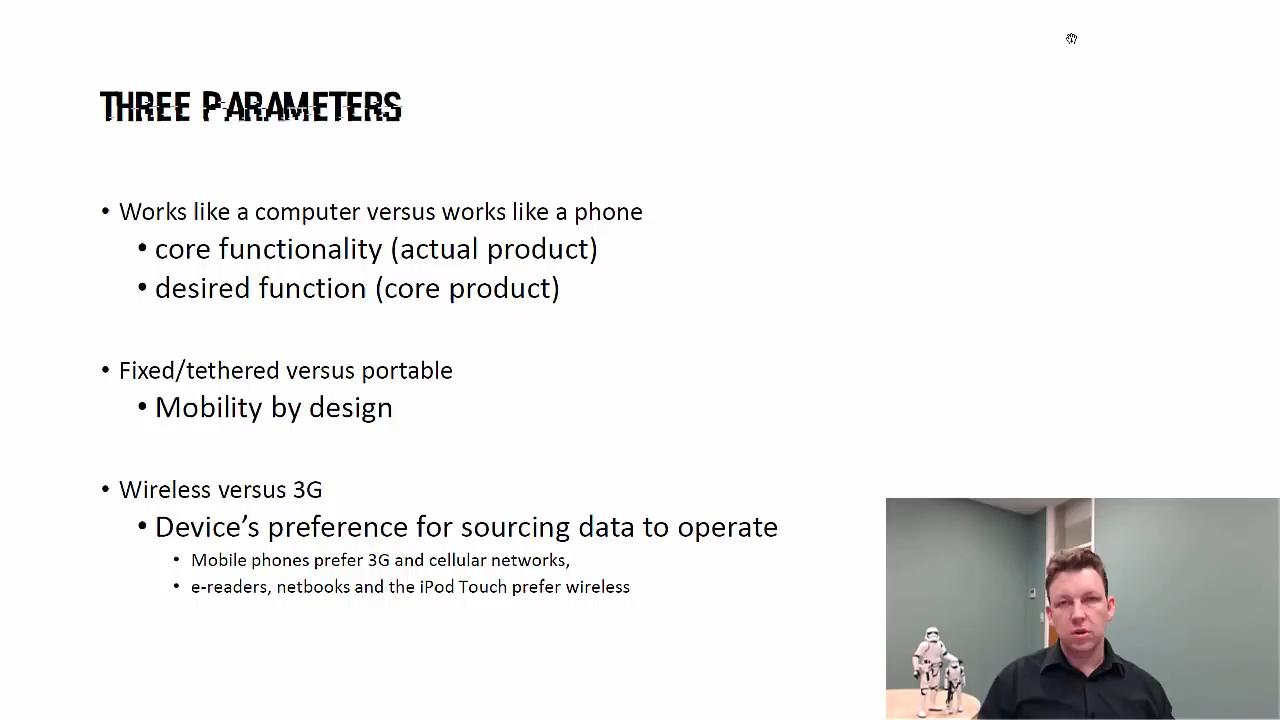 THREE PARAMETERS
• Works like a computer versus works like a phone
• core functionality (actual product)
• desired function (core product)
• Fixed/tethered versus portable
• Mobility by design
• Wireless versus 3G
• Device’s preference for sourcing data to operate
• Mobile phones prefer 3G and cellular networks,
• e-readers, netbooks and the iPod Touch prefer wireless